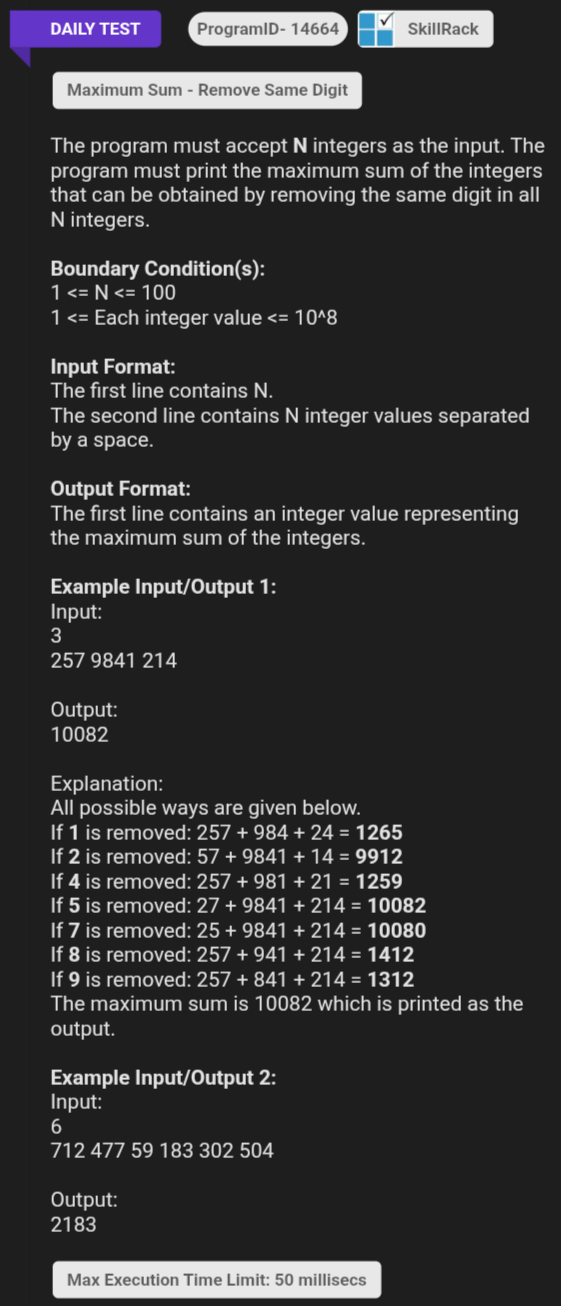 DAILY TEST
ProgramID- 14664
SkillRack
Maximum Sum - Remove Same Digit
The program must accept N integers as the input. The
program must print the maximum sum of the integers
that can be obtained by removing the same digit in all
N integers.
Boundary Condition(s):
1 <= N <= 100
1 <= Each integer value <= 10^8
Input Format:
The first line contains N.
The second line contains N integer values separated
by a space.
Output Format:
The first line contains an integer value representing
the maximum sum of the integers.
Example Input/Output 1:
Input:
3
257 9841 214
Output:
10082
Explanation:
All possible ways are given below.
If 1 is removed: 257 + 984 + 24 = 1265
If 2 is removed: 57 + 9841 + 14 = 9912
If 4 is removed: 257 + 981 + 21 = 1259
If 5 is removed: 27 + 9841 + 214 = 10082
If 7 is removed: 25 + 9841 + 214 = 10080
If 8 is removed: 257 + 941 + 214 = 1412
If 9 is removed: 257 + 841 + 214 = 1312
The maximum sum is 10082 which is printed as the
output.
Example Input/Output 2:
Input:
6
712 477 59 183 302 504
Output:
2183
Max Execution Time Limit: 50 millisecs